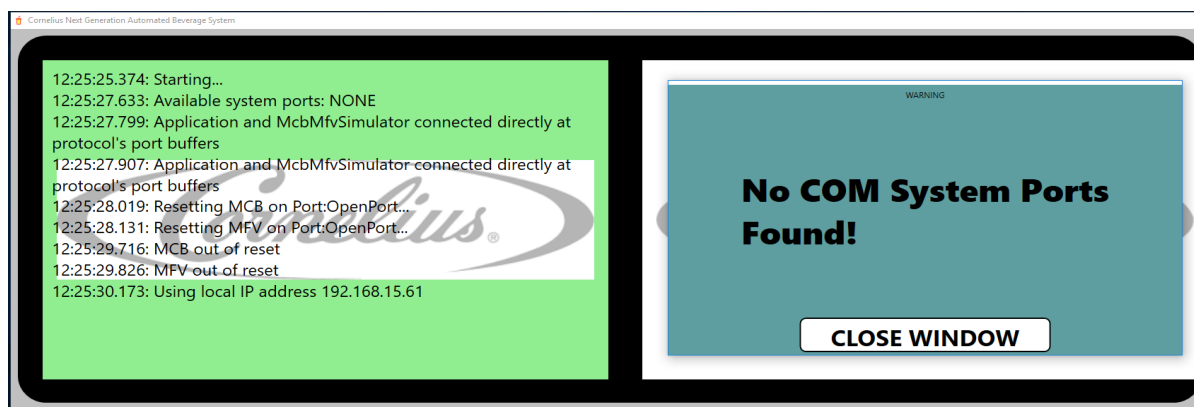 Cornelius Next Generation Automated Beverage System
12:25:25.374: Starting...
12:25:27.633: Available system ports: NONE
12:25:27.799: Application and McbMfvSimulator connected directly at
protocol's port buffers
12:25:27.907: Application and McbMfvSimulator connected directly at
protocol's port buffers
12:25:28.019: Resetting MCB on Port:OpenPort...
12:25:28.131: Resetting MFV on Port:OpenPort...
12:25:29.716: MCB out of reset
12:25:29.826: MFV out of reset
12:25:30.173: Using local IP address 192.168.15.61
Cornelius®
WARNING
No COM System Ports
Found!
CLOSE WINDOW